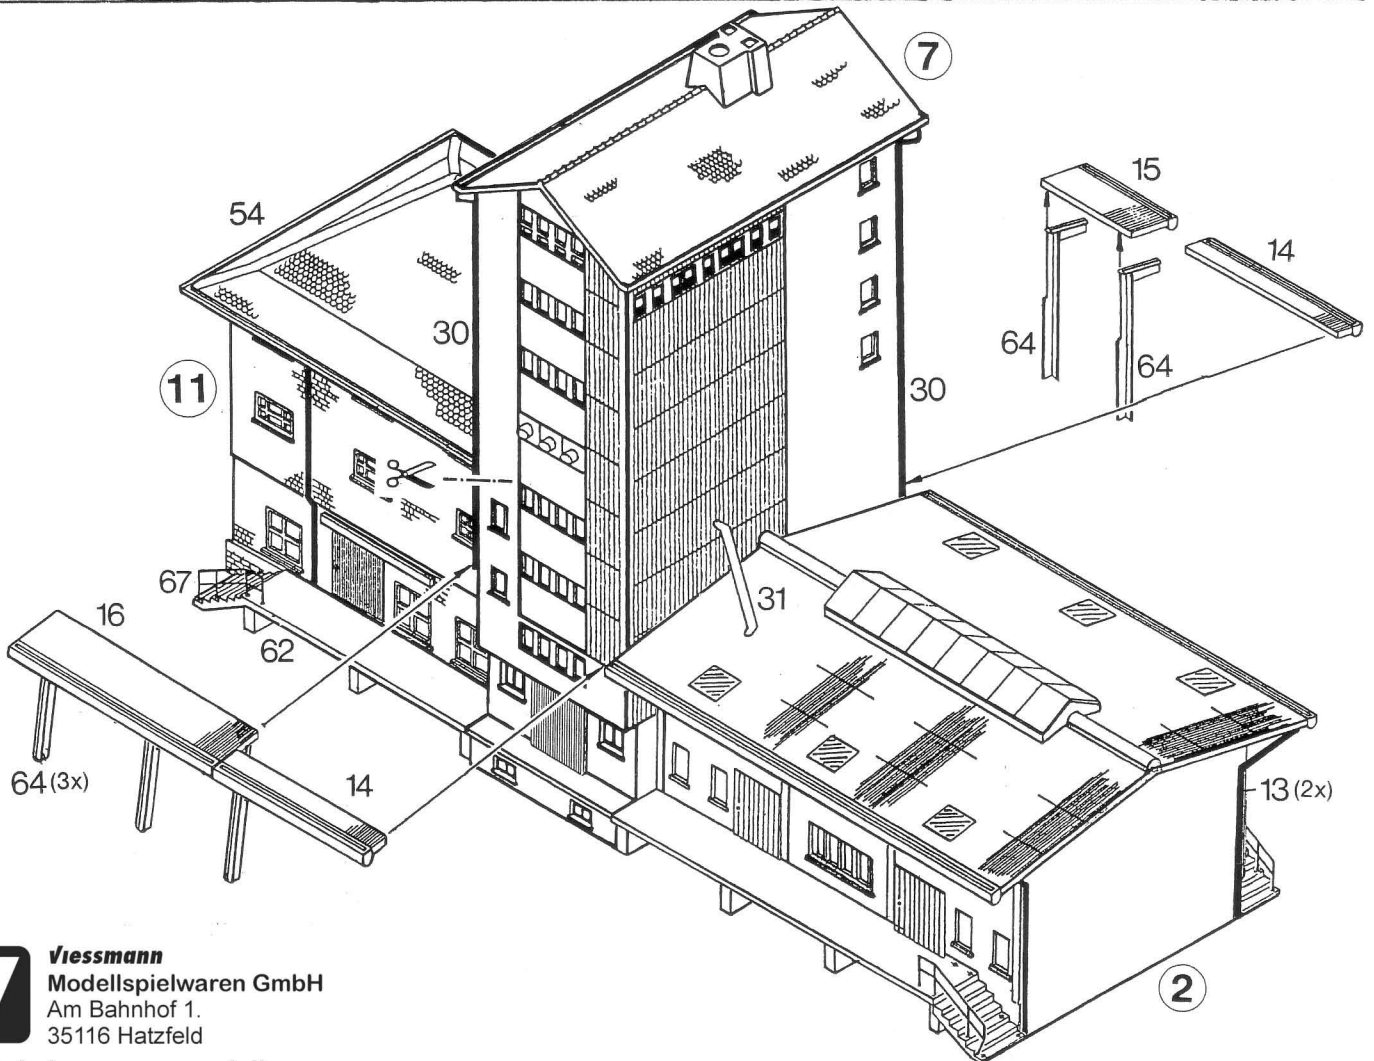 7
15
54
14
30
64
64
11
30
67
31
16
62
64 (3x)
14
13 (2x)
2
Viessmann
Modellspielwaren GmbH
Am Bahnhof 1.
35116 Hatzfeld